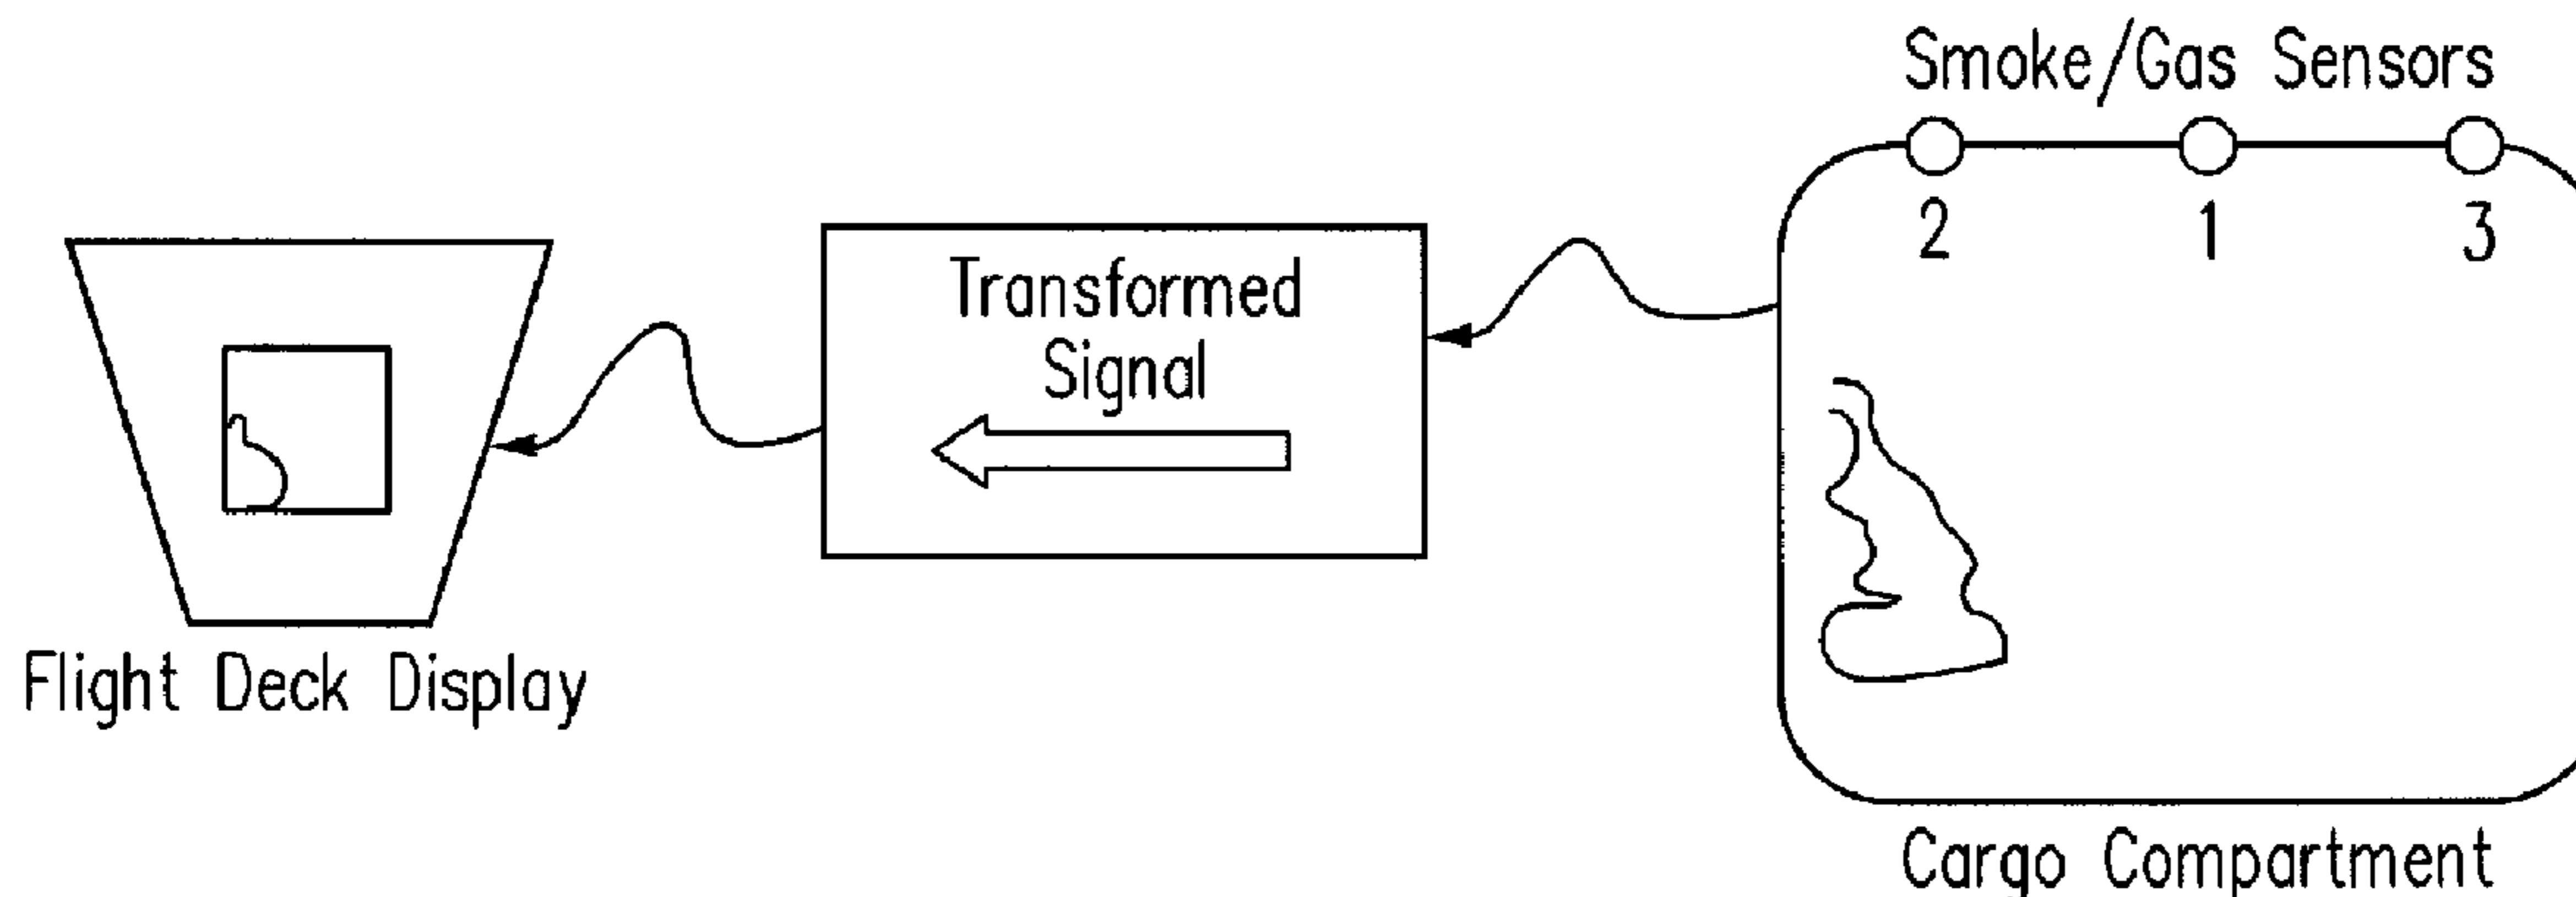 Smoke/Gas Sensors
2 1 3
Transformed
Signal
Flight Deck Display
Cargo Compartment